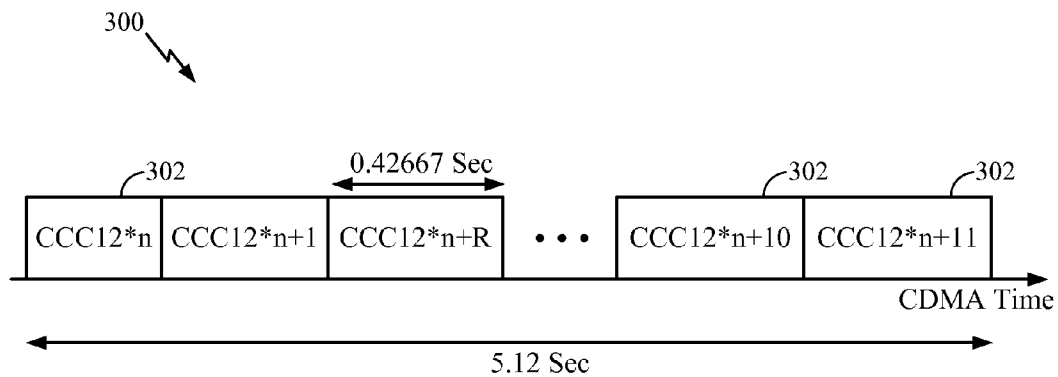 300
0.42667 Sec
302
302
302
CCC12*n
CCC12*n+1
CCC12*n+R
CCC12*n+10
CCC12*n+11
CDMA Time
5.12 Sec